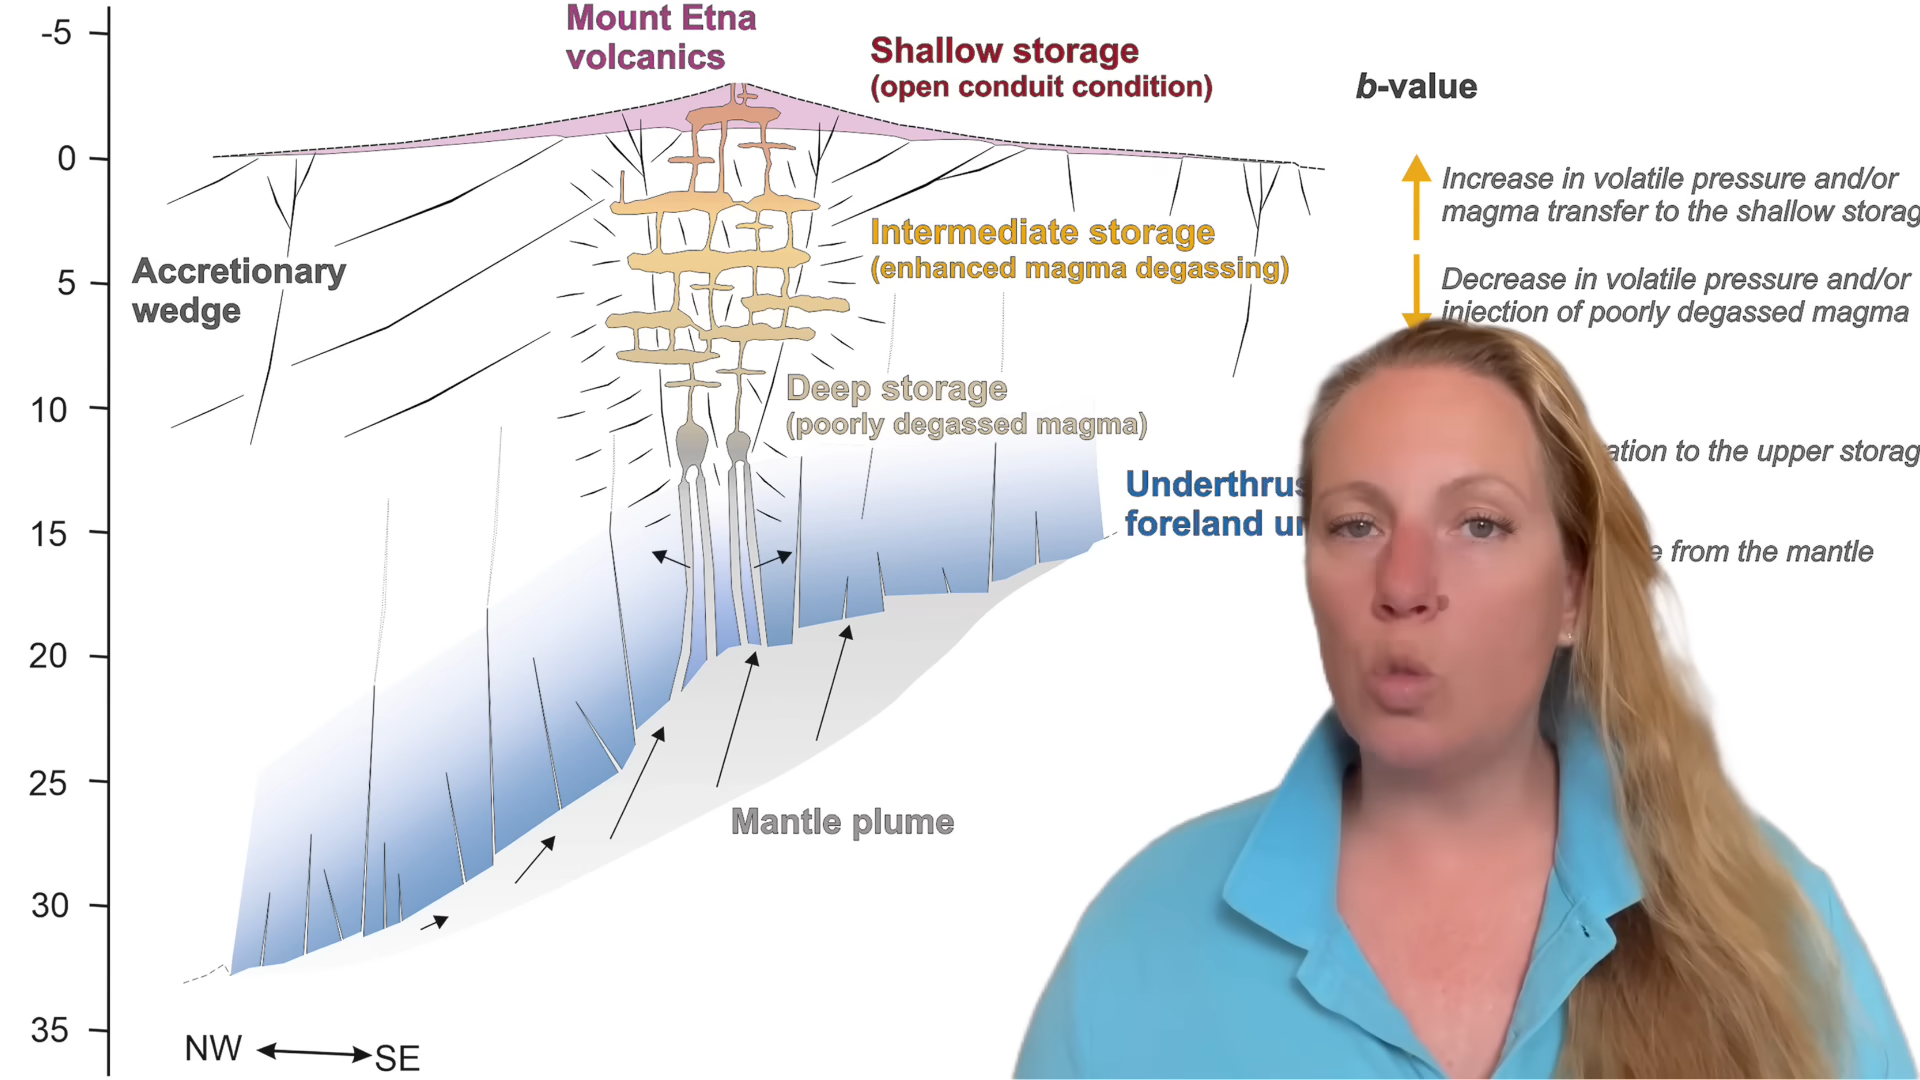 Mount Etna
volcanics
Shallow storage
(open conduit condition)
b-value
-5
0
5
10
15
20
25
30
35
Increase in volatile pressure and/or
magma transfer to the shallow storag
Decrease in volatile pressure and/or
injection of poorly degassed magma
Intermediate storage
(enhanced magma degassing)
Accretionary
wedge
Deep storage
(poorly degassed magma)
ation to the upper storag
Underthrus
foreland
from the mantle
Mantle plume
NW
SE